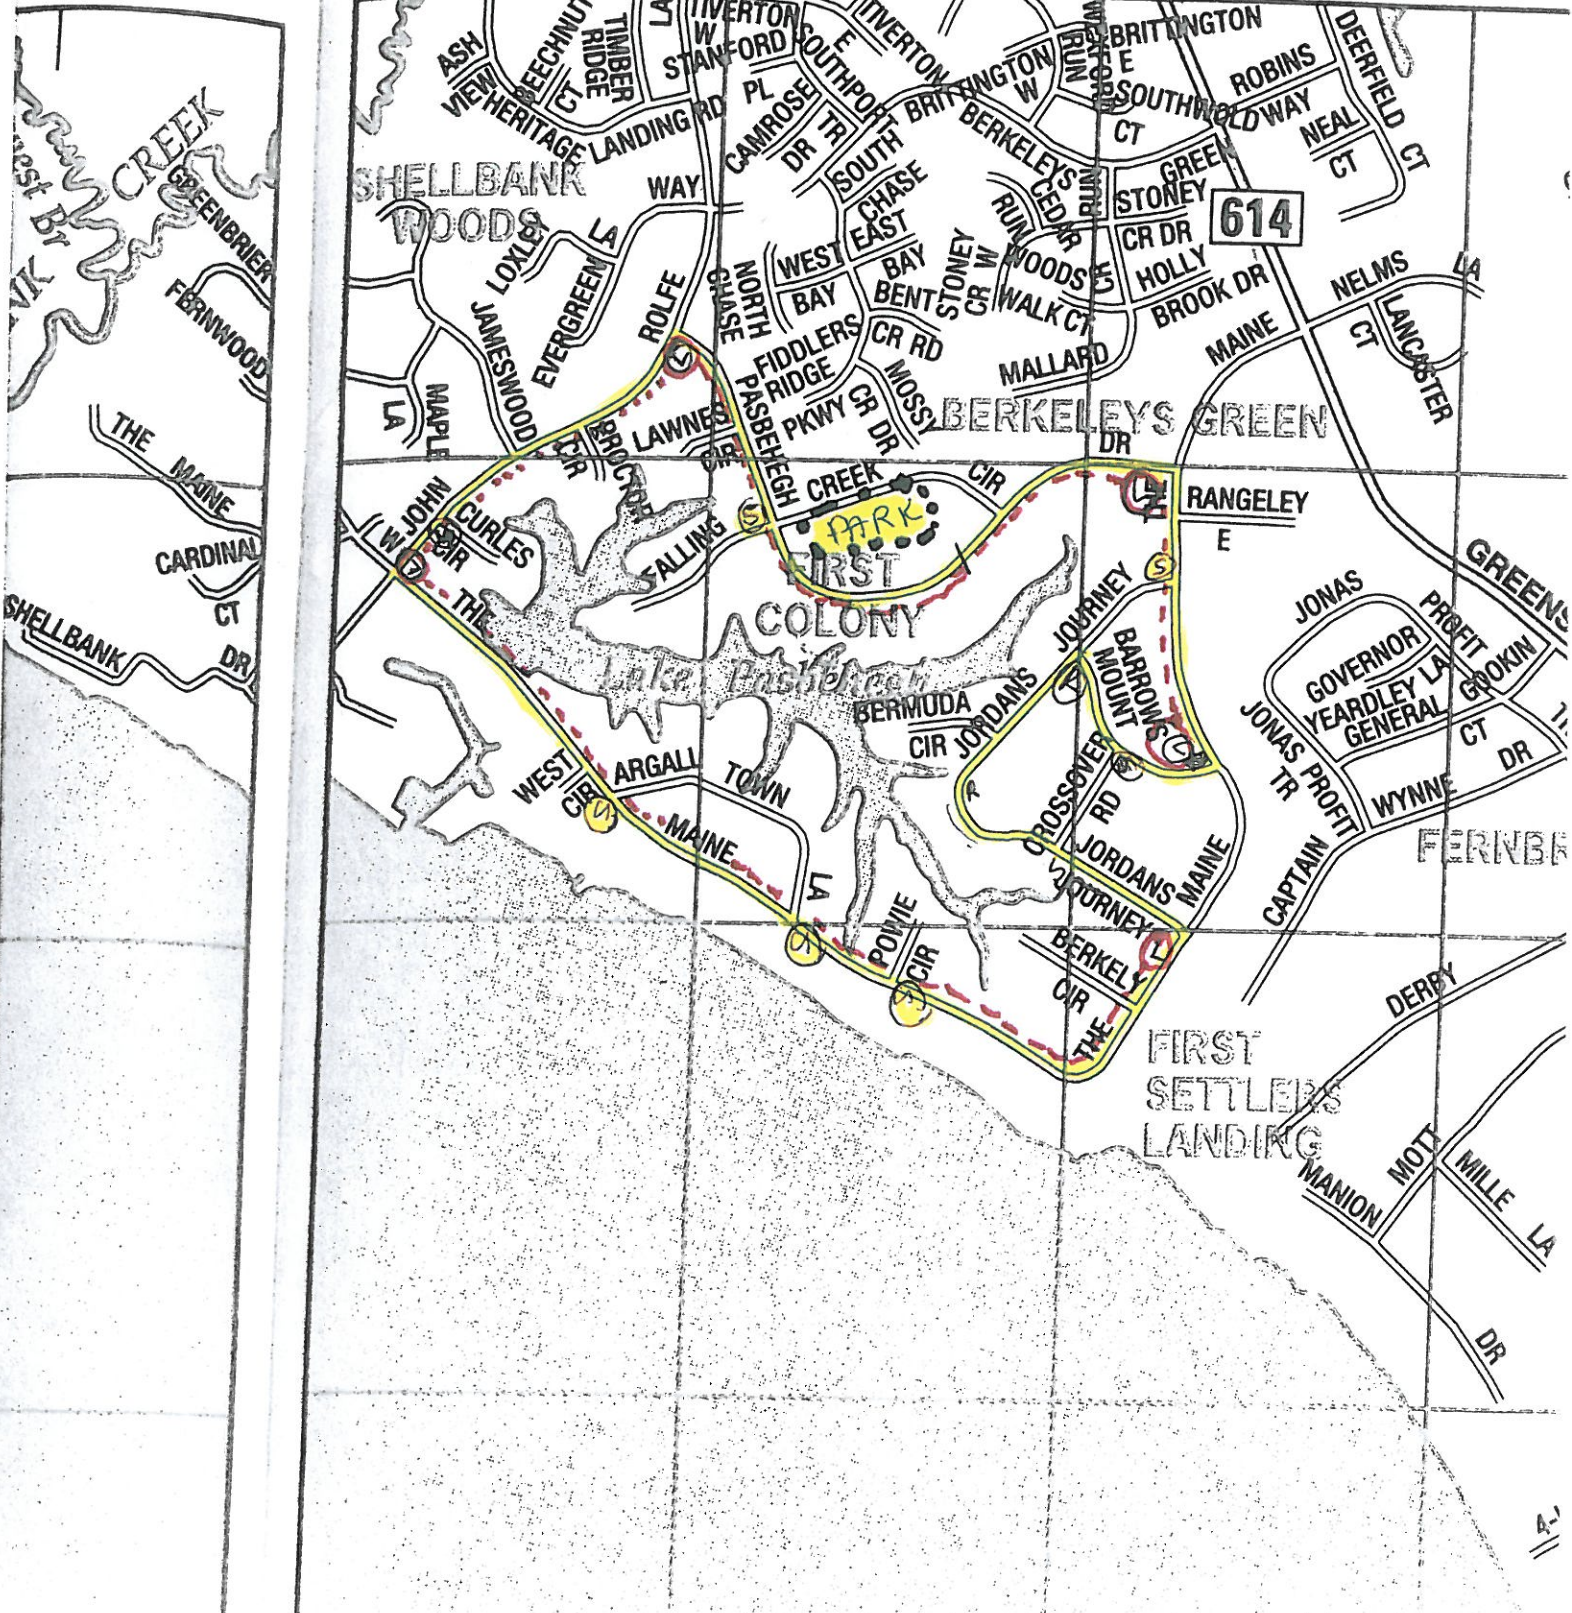 ASH
VIEW
BEECHNUT
CT
TIMBER
RIDGE
LA
TIVERTON
W
STANFORD
PL
SOUTHPORT
E
TIVERTON
BRITTINGTON
W
RUN
BRITTINGTON
E
SOUTHWOLD
CT
ROBINS
WAY
DEERFIELD
CT
NEAL
CT
HERITAGE
LANDING RD
CAMROSE
DR
TR
BERKELEYS
GREEN
RUN
CREEK
GREENBRIER
FERNWOOD
SHELLBANK
WOODS
WAY
LOXLEY
LA
EVERGREEN
JAMESWOOD
ROLFE
SOUTH
CHASE
NORTH
CHASE
WEST
BAY
EAST
BAY
BENT
CR RD
STONEY
CR W
RUN
CEDAR
CT
WOODS
WALK CT
STONEY
CR DR
HOLLY
BROOK DR
614
NELMS
LA
LANCASTER
CT
MAINE
MALLARD
FIDDLERS
RIDGE
PKWY
MOSSY
CR DR
BERKELEYS GREEN
DR
MAPLE
LA
THE
MAINE
CARDINAL
CT
SHELLBANK
DR
JOHN
W
CURLES
CIR
PROCTOR
CIR
LAWNES
CIR
PASBEHEGH
CREEK
CIR
PARK
FALLING
FIRST
COLONY
L
L
L
S
S
RANGELEY
E
GREENS
Lake Pasbehegh
THE
JOURNEY
JORDANS
BARROWS
MOUNT
L
L
BERMUDA
CIR
R
CROSSOVER
RD
JONAS
PROFIT
GOVERNOR
YEARDLEY LA
GENERAL
GOOKIN
CT
JONAS PROFIT
TR
WYNNE
DR
CAPTAIN
FERNBR
WEST
CIR
ARGALL
TOWN
LA
MAINE
S
S
S
POWIE
CIR
JORDANS
JOURNEY
MAINE
L
BERKELY
CIR
THE
FIRST
SETTLERS
LANDING
DERBY
MANION
MOTT
MILLE
LA
DR